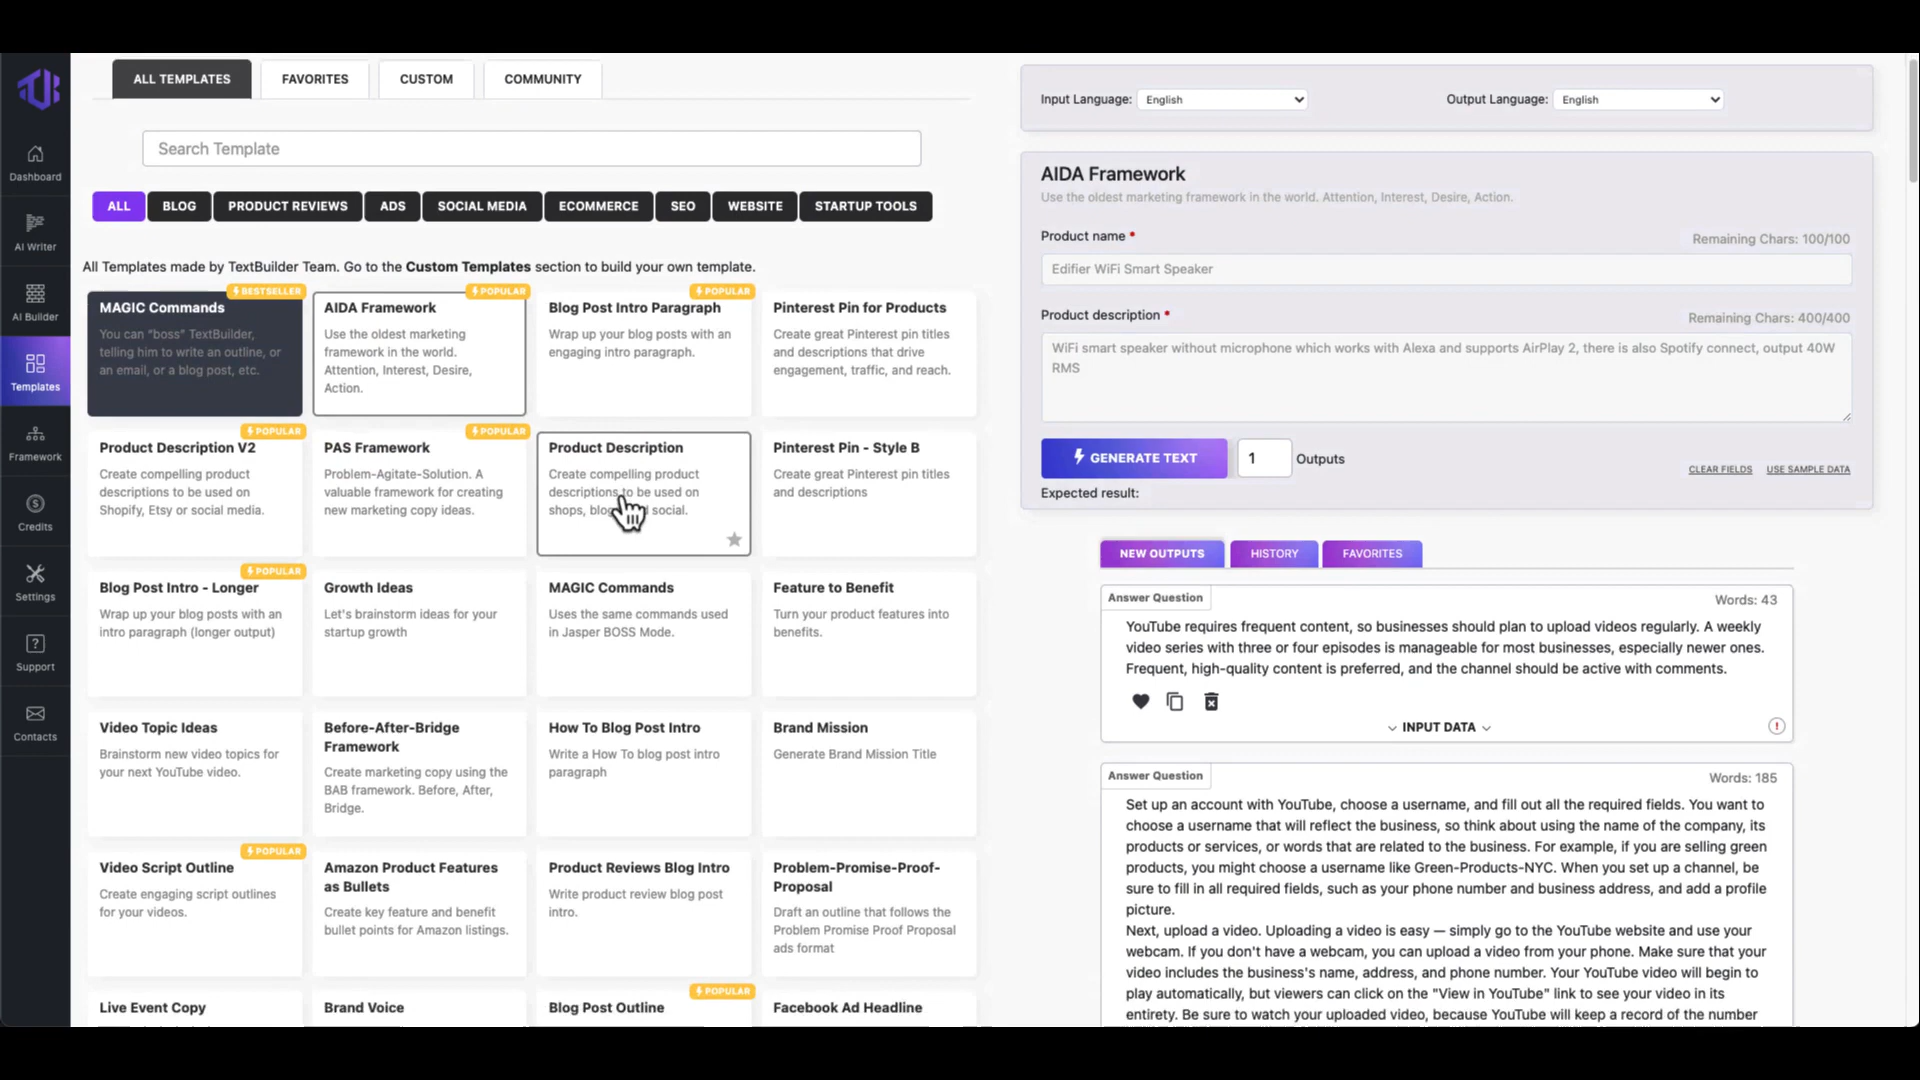 Dashboard
AI Writer
AI Builder
Templates
Framework
Credits
Settings
Support
Contacts
ALL TEMPLATES
FAVORITES
CUSTOM
COMMUNITY
Search Template
ALL
BLOG
PRODUCT REVIEWS
ADS
SOCIAL MEDIA
ECOMMERCE
SEO
WEBSITE
STARTUP TOOLS
All Templates made by TextBuilder Team. Go to the Custom Templates section to build your own template.
BESTSELLER
MAGIC Commands
You can "boss" TextBuilder,
telling him to write an outline, or
an email, or a blog post, etc.
POPULAR
AIDA Framework
Use the oldest marketing
framework in the world.
Attention, Interest, Desire,
Action.
POPULAR
Blog Post Intro Paragraph
Wrap up your blog posts with an
engaging intro paragraph.
Pinterest Pin for Products
Create great Pinterest pin titles
and descriptions that drive
engagement, traffic, and reach.
POPULAR
Product Description V2
Create compelling product
descriptions to be used on
Shopify, Etsy or social media.
POPULAR
PAS Framework
Problem-Agitate-Solution. A
valuable framework for creating
new marketing copy ideas.
Product Description
Create compelling product
descriptions to be used on
shops, social.
Pinterest Pin - Style B
Create great Pinterest pin titles
and descriptions
POPULAR
Blog Post Intro - Longer
Wrap up your blog posts with an
intro paragraph (longer output)
Growth Ideas
Let's brainstorm ideas for your
startup growth
MAGIC Commands
Uses the same commands used
in Jasper BOSS Mode.
Feature to Benefit
Turn your product features into
benefits.
Video Topic Ideas
Brainstorm new video topics for
your next YouTube video.
Before-After-Bridge
Framework
Create marketing copy using the
BAB framework. Before, After,
Bridge.
How To Blog Post Intro
Write a How To blog post intro
paragraph
Brand Mission
Generate Brand Mission Title
POPULAR
Video Script Outline
Create engaging script outlines
for your videos.
Amazon Product Features
as Bullets
Create key feature and benefit
bullet points for Amazon listings.
Product Reviews Blog Intro
Write product review blog post
intro.
Problem-Promise-Proof-
Proposal
Draft an outline that follows the
Problem Promise Proof Proposal
ads format
Live Event Copy
Brand Voice
POPULAR
Blog Post Outline
Facebook Ad Headline
Input Language: English
Output Language: English
AIDA Framework
Use the oldest marketing framework in the world. Attention, Interest, Desire, Action.
Product name *
Remaining Chars: 100/100
Edifier WiFi Smart Speaker
Product description *
Remaining Chars: 400/400
WiFi smart speaker without microphone which works with Alexa and supports AirPlay 2, there is also Spotify connect, output 40W
RMS
GENERATE TEXT
1
Outputs
CLEAR FIELDS
USE SAMPLE DATA
Expected result:
NEW OUTPUTS
HISTORY
FAVORITES
Answer Question
Words: 43
YouTube requires frequent content, so businesses should plan to upload videos regularly. A weekly
video series with three or four episodes is manageable for most businesses, especially newer ones.
Frequent, high-quality content is preferred, and the channel should be active with comments.
INPUT DATA
Answer Question
Words: 185
Set up an account with YouTube, choose a username, and fill out all the required fields. You want to
choose a username that will reflect the business, so think about using the name of the company, its
products or services, or words that are related to the business. For example, if you are selling green
products, you might choose a username like Green-Products-NYC. When you set up a channel, be
sure to fill in all required fields, such as your phone number and business address, and add a profile
picture.
Next, upload a video. Uploading a video is easy — simply go to the YouTube website and use your
webcam. If you don't have a webcam, you can upload a video from your phone. Make sure that your
video includes the business's name, address, and phone number. Your YouTube video will begin to
play automatically, but viewers can click on the "View in YouTube" link to see your video in its
entirety. Be sure to watch your uploaded video, because YouTube will keep a record of the number